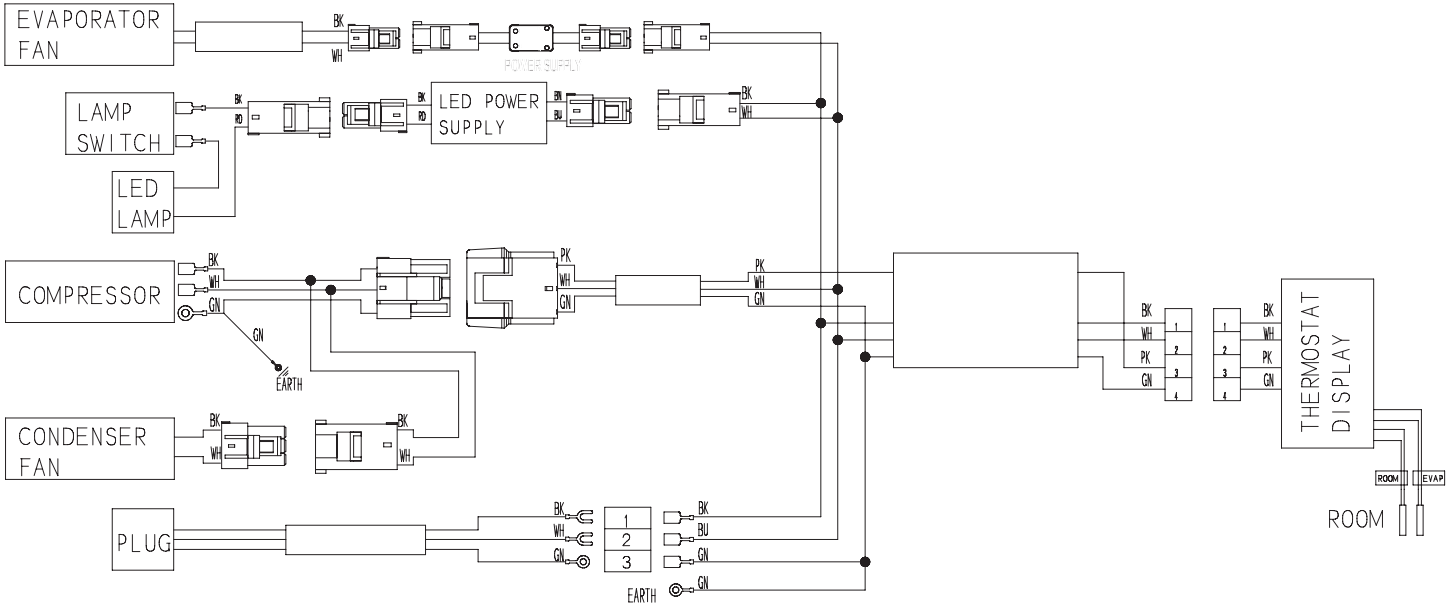 EVAPORATOR
FAN
BK
WH
POWER SUPPLY
LAMP
SWITCH
BK
RD
BK
RD
LED POWER
SUPPLY
BN
BU
BK
WH
LED
LAMP
COMPRESSOR
BK
WH
GN
GN
EARTH
PK
WH
GN
PK
WH
GN
BK
WH
PK
GN
1
2
3
4
1
2
3
4
BK
WH
PK
GN
THERMOSTAT
DISPLAY
CONDENSER
FAN
BK
WH
BK
WH
ROOM
EVAP
ROOM
PLUG
BK
WH
GN
1
2
3
BK
BU
GN
EARTH
GN